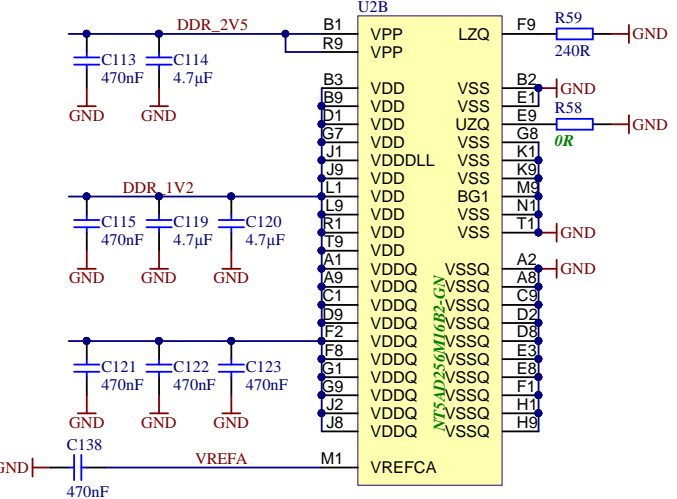 U2B
DDR_2V5
B1 VPP LZQ F9 R59
R9 VPP 240R GND
C113 470nF GND
C114 4.7µF GND
B3 VDD VSS B2 GND
B9 VDD VSS E1
D1 VDD UZQ E9 R58 0R GND
G7 VDD VSS G8
J1 VDDDLL VSS K1
J9 VDD VSS K9
DDR_1V2
L1 VDD BG1 M9
L9 VDD VSS N1
R1 VDD VSS T1 GND
T9 VDD
C115 470nF GND
C119 4.7µF GND
C120 4.7µF GND
A1 VDDQ VSSQ A2 GND
A9 VDDQ VSSQ A8
C1 VDDQ VSSQ C9
D9 VDDQ VSSQ D2
F2 VDDQ VSSQ D8
F8 VDDQ VSSQ E3
G1 VDDQ VSSQ E8
G9 VDDQ VSSQ F1
J2 VDDQ VSSQ H1
J8 VDDQ VSSQ H9
NT5AD256M16B2-GN
C121 470nF GND
C122 470nF GND
C123 470nF GND
C138
GND VREFA M1 VREFCA
470nF